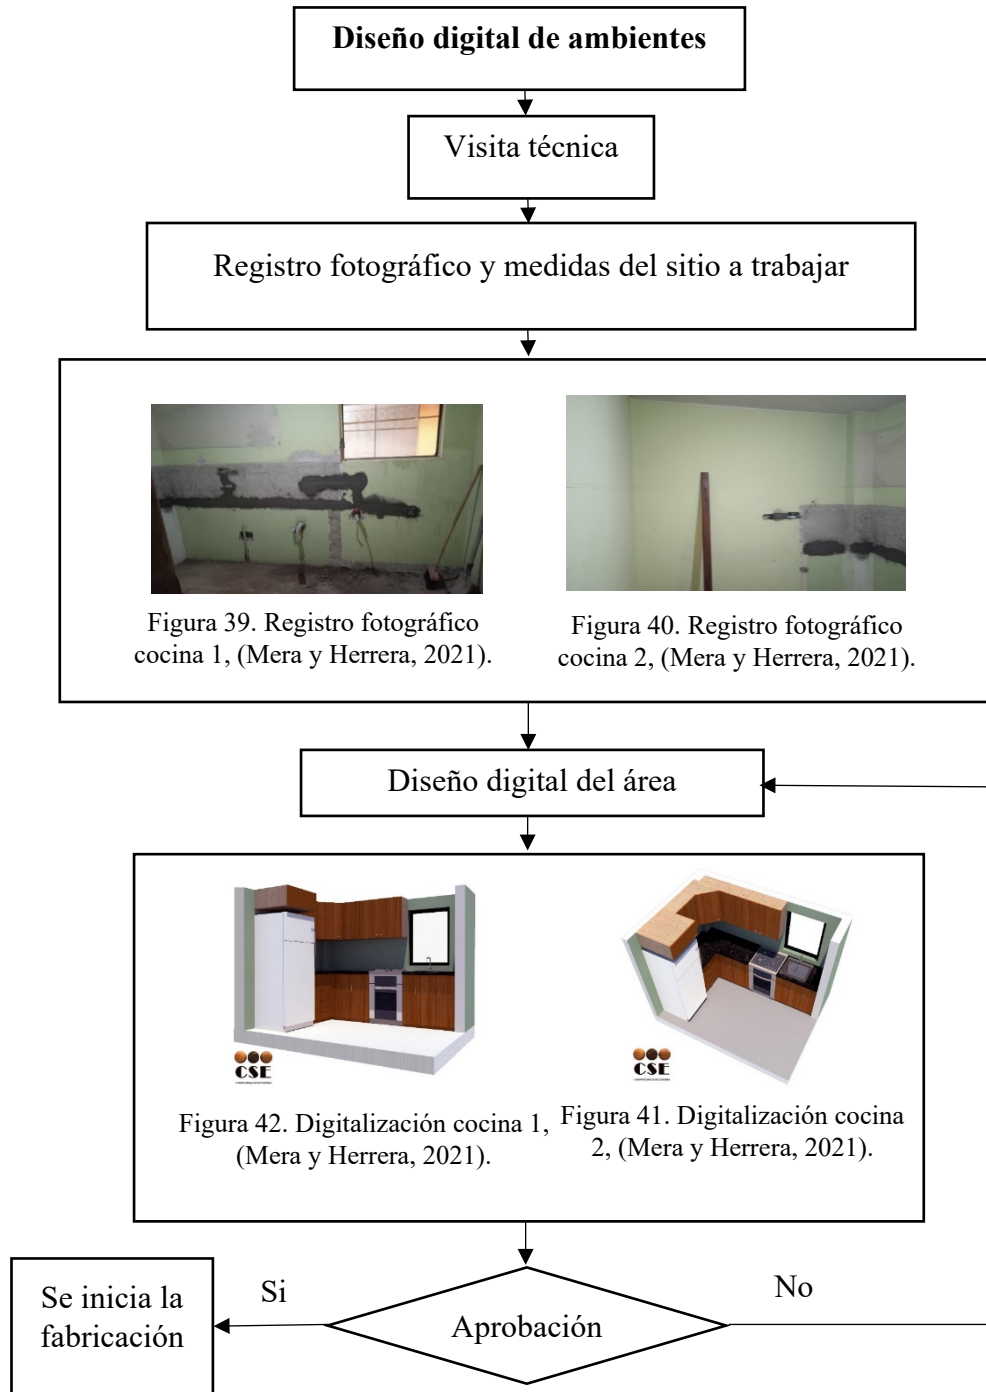 Diseño digital de ambientes
Visita técnica
Registro fotográfico y medidas del sitio a trabajar
Figura 39. Registro fotográfico
cocina 1, (Mera y Herrera, 2021).
Figura 40. Registro fotográfico
cocina 2, (Mera y Herrera, 2021).
Diseño digital del área
CSE
CSE
Figura 42. Digitalización cocina 1,
(Mera y Herrera, 2021).
Figura 41. Digitalización cocina
2, (Mera y Herrera, 2021).
Se inicia la
fabricación
Si
Aprobación
No